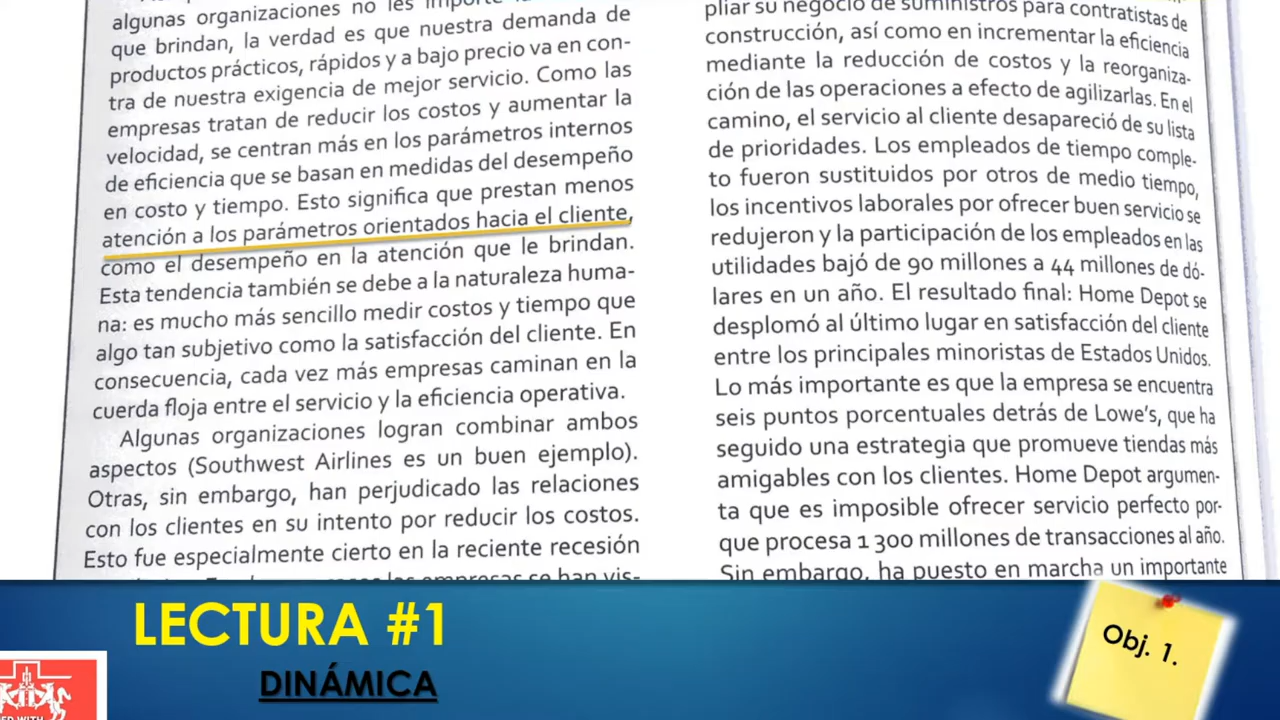 algunas organizaciones no les importe
que brindan, la verdad es que nuestra demanda de
productos prácticos, rápidos y a bajo precio va en con-
tra de nuestra exigencia de mejor servicio. Como las
empresas tratan de reducir los costos y aumentar la
velocidad, se centran más en los parámetros internos
de eficiencia que se basan en medidas del desempeño
en costo y tiempo. Esto significa que prestan menos
atención a los parámetros orientados hacia el cliente,
como el desempeño en la atención que le brindan.
Esta tendencia también se debe a la naturaleza huma-
na: es mucho más sencillo medir costos y tiempo que
algo tan subjetivo como la satisfacción del cliente. En
consecuencia, cada vez más empresas caminan en la
cuerda floja entre el servicio y la eficiencia operativa.
Algunas organizaciones logran combinar ambos
aspectos (Southwest Airlines es un buen ejemplo).
Otras, sin embargo, han perjudicado las relaciones
con los clientes en su intento por reducir los costos.
Esto fue especialmente cierto en la reciente recesión
las empresas se han vis-
pliar su negocio de suministros para contratistas de
construcción, así como en incrementar la eficiencia
mediante la reducción de costos y la reorganiza-
ción de las operaciones a efecto de agilizarlas. En el
camino, el servicio al cliente desapareció de su lista
de prioridades. Los empleados de tiempo comple-
to fueron sustituidos por otros de medio tiempo,
los incentivos laborales por ofrecer buen servicio se
redujeron y la participación de los empleados en las
utilidades bajó de 90 millones a 44 millones de dó-
lares en un año. El resultado final: Home Depot se
desplomó al último lugar en satisfacción del cliente
entre los principales minoristas de Estados Unidos.
Lo más importante es que la empresa se encuentra
seis puntos porcentuales detrás de Lowe's, que ha
seguido una estrategia que promueve tiendas más
amigables con los clientes. Home Depot argumen-
ta que es imposible ofrecer servicio perfecto por-
que procesa 1 300 millones de transacciones al año.
Sin embargo, ha puesto en marcha un importante
LECTURA #1
DINÁMICA
Obj. 1.
WITH